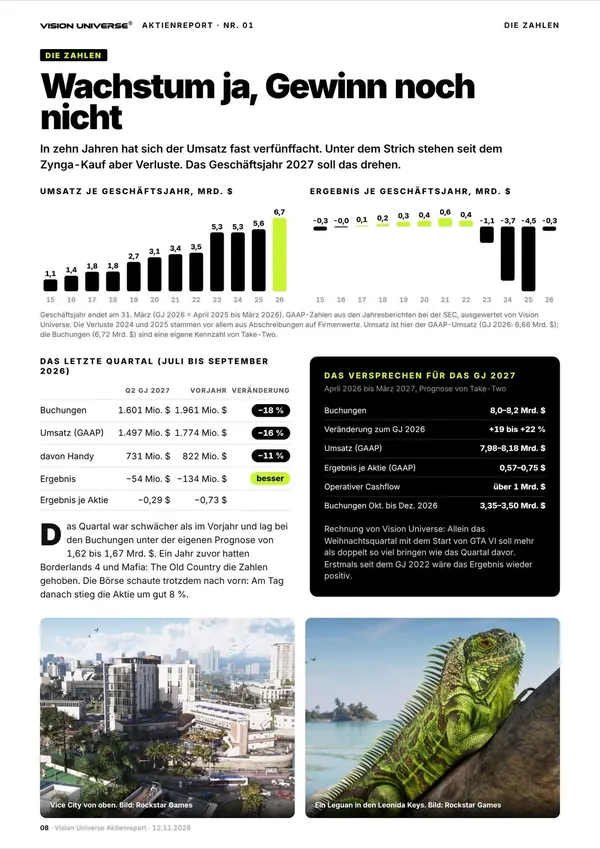 VISION UNIVERSE® AKTIENREPORT · NR. 01
DIE ZAHLEN
DIE ZAHLEN
Wachstum ja, Gewinn noch
nicht
In zehn Jahren hat sich der Umsatz fast verfünffacht. Unter dem Strich stehen seit dem
Zynga-Kauf aber Verluste. Das Geschäftsjahr 2027 soll das drehen.
UMSATZ JE GESCHÄFTSJAHR, MRD. $
1,1 1,4 1,8 1,8 2,7 3,1 3,4 3,5 5,3 5,3 5,6 6,7
15 16 17 18 19 20 21 22 23 24 25 26
ERGEBNIS JE GESCHÄFTSJAHR, MRD. $
−0,3 −0,0 0,1 0,2 0,3 0,4 0,6 0,4 −1,1 −3,7 −4,5 −0,3
15 16 17 18 19 20 21 22 23 24 25 26
Geschäftsjahr endet am 31. März (GJ 2026 = April 2025 bis März 2026). GAAP-Zahlen aus den Jahresberichten bei der SEC, ausgewertet von Vision
Universe. Die Verluste 2024 und 2025 stammen vor allem aus Abschreibungen auf Firmenwerte. Umsatz ist hier der GAAP-Umsatz (GJ 2026: 6,66 Mrd. $);
die Buchungen (6,72 Mrd. $) sind eine eigene Kennzahl von Take-Two.
DAS LETZTE QUARTAL (JULI BIS SEPTEMBER
2026)
Q2 GJ 2027 VORJAHR VERÄNDERUNG
Buchungen 1.601 Mio. $ 1.961 Mio. $ −18 %
Umsatz (GAAP) 1.497 Mio. $ 1.774 Mio. $ −16 %
davon Handy 731 Mio. $ 822 Mio. $ −11 %
Ergebnis −54 Mio. $ −134 Mio. $ besser
Ergebnis je Aktie −0,29 $ −0,73 $
Das Quartal war schwächer als im Vorjahr und lag bei
den Buchungen unter der eigenen Prognose von
1,62 bis 1,67 Mrd. $. Ein Jahr zuvor hatten
Borderlands 4 und Mafia: The Old Country die Zahlen
gehoben. Die Börse schaute trotzdem nach vorn: Am Tag
danach stieg die Aktie um gut 8 %.
DAS VERSPRECHEN FÜR DAS GJ 2027
April 2026 bis März 2027, Prognose von Take-Two
Buchungen 8,0–8,2 Mrd. $
Veränderung zum GJ 2026 +19 bis +22 %
Umsatz (GAAP) 7,98–8,18 Mrd. $
Ergebnis je Aktie (GAAP) 0,57–0,75 $
Operativer Cashflow über 1 Mrd. $
Buchungen Okt. bis Dez. 2026 3,35–3,50 Mrd. $
Rechnung von Vision Universe: Allein das
Weihnachtsquartal mit dem Start von GTA VI soll mehr
als doppelt so viel bringen wie das Quartal davor.
Erstmals seit dem GJ 2022 wäre das Ergebnis wieder
positiv.
Vice City von oben. Bild: Rockstar Games
Ein Leguan in den Leonida Keys. Bild: Rockstar Games
08 · Vision Universe Aktienreport · 12.11.2026